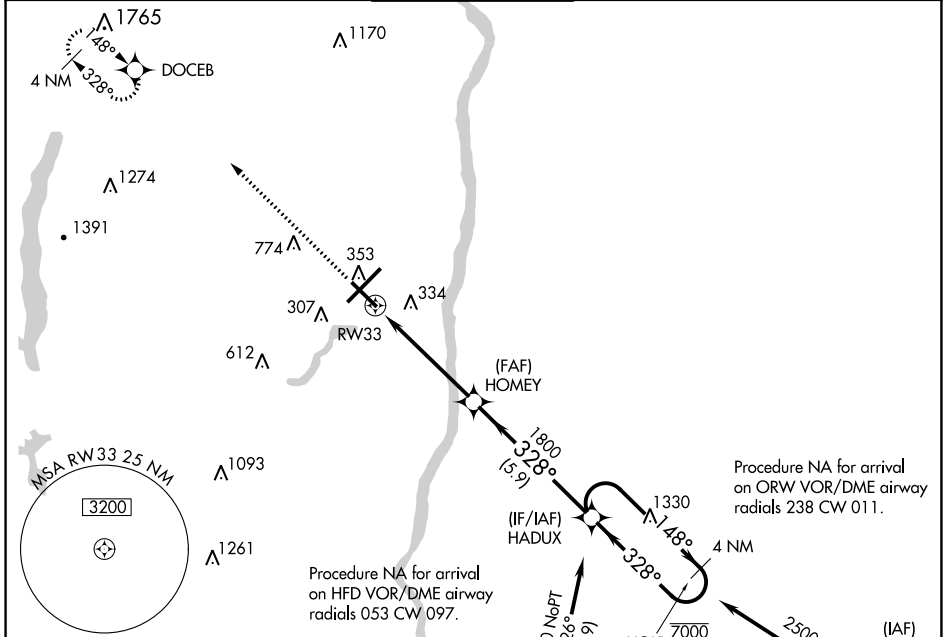 1765
148°
328°
4 NM
DOCEB
1170
1274
1391
774
353
334
307
RW33
612
(FAF)
HOMEY
1800
328°
(5.9)
MSA RW33 25 NM
3200
1093
1261
(IF/IAF)
HADUX
1330
148°
328°
4 NM
Procedure NA for arrival
on ORW VOR/DME airway
radials 238 CW 011.
Procedure NA for arrival
on HFD VOR/DME airway
radials 053 CW 097.
NoPT
7000
2500
(IAF)